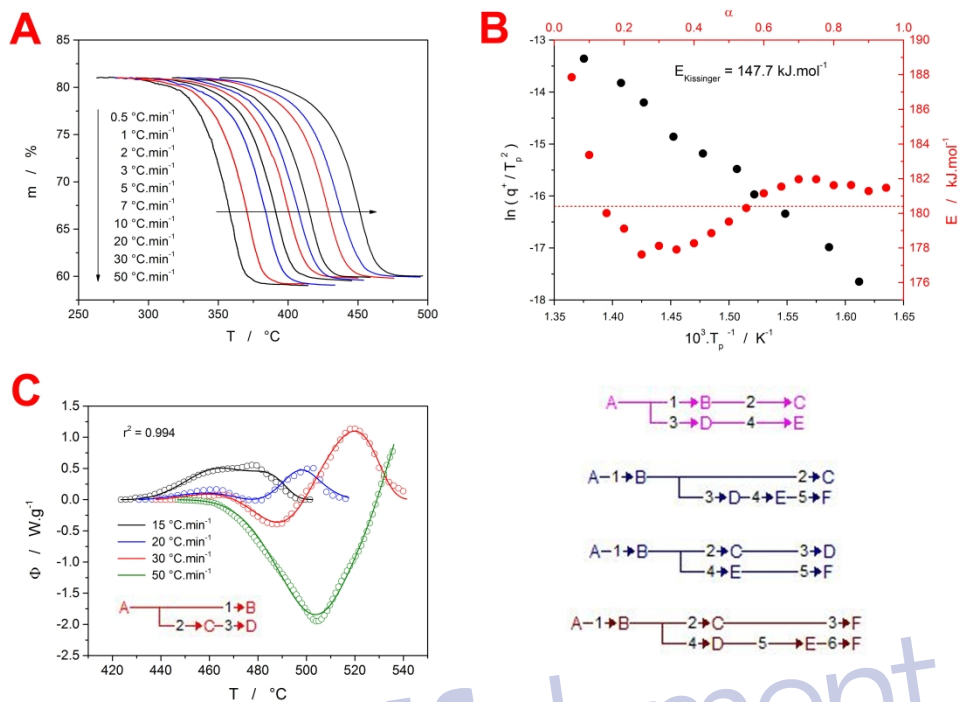 A
85
80
75
70
65
60
m / %
0.5 °C.min⁻¹
1 °C.min⁻¹
2 °C.min⁻¹
3 °C.min⁻¹
5 °C.min⁻¹
7 °C.min⁻¹
10 °C.min⁻¹
20 °C.min⁻¹
30 °C.min⁻¹
50 °C.min⁻¹
250 300 350 400 450 500
T / °C
B
α
0.0 0.2 0.4 0.6 0.8 1.0
-13
-14
-15
-16
-17
-18
ln ( q⁺ / Tₚ² )
E_Kissinger = 147.7 kJ.mol⁻¹
190
188
186
184
182
180
178
176
E / kJ.mol⁻¹
1.35 1.40 1.45 1.50 1.55 1.60 1.65
10³.Tₚ⁻¹ / K⁻¹
C
1.5
1.0
0.5
0.0
-0.5
-1.0
-1.5
-2.0
-2.5
Φ / W.g⁻¹
r² = 0.994
15 °C.min⁻¹
20 °C.min⁻¹
30 °C.min⁻¹
50 °C.min⁻¹
A 1 B
2 C 3 D
420 440 460 480 500 520 540
T / °C
A 1 B 2 C
3 D 4 E
A 1 B 2 C
3 D 4 E 5 F
A 1 B 2 C 3 D
4 E 5 F
A 1 B 2 C 3 F
4 D 5 E 6 F